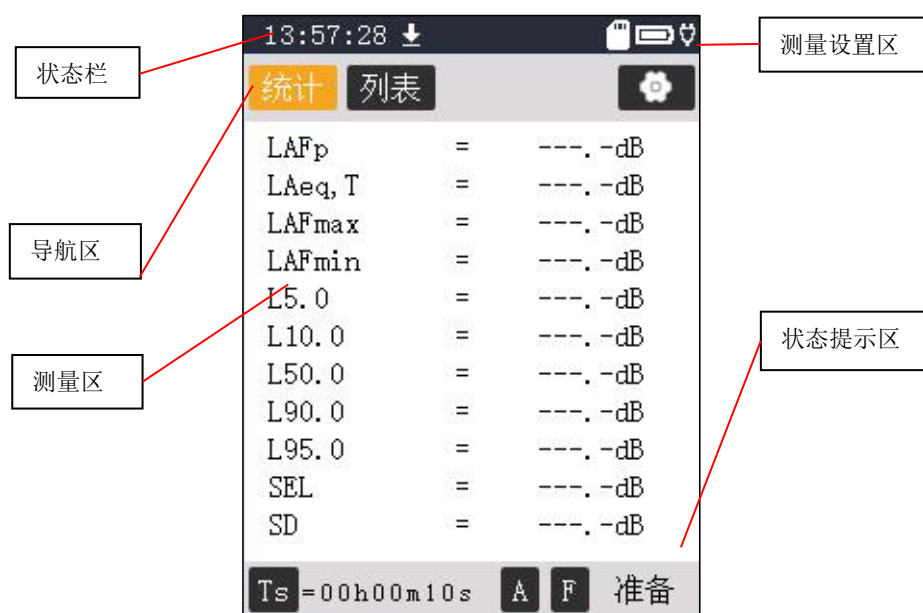 13:57:28
测量设置区
状态栏
统计 列表
LAFp = ---.-dB
LAeq,T = ---.-dB
LAFmax = ---.-dB
导航区
LAFmin = ---.-dB
L5.0 = ---.-dB
L10.0 = ---.-dB
状态提示区
L50.0 = ---.-dB
测量区
L90.0 = ---.-dB
L95.0 = ---.-dB
SEL = ---.-dB
SD = ---.-dB
Ts =00h00m10s A F 准备